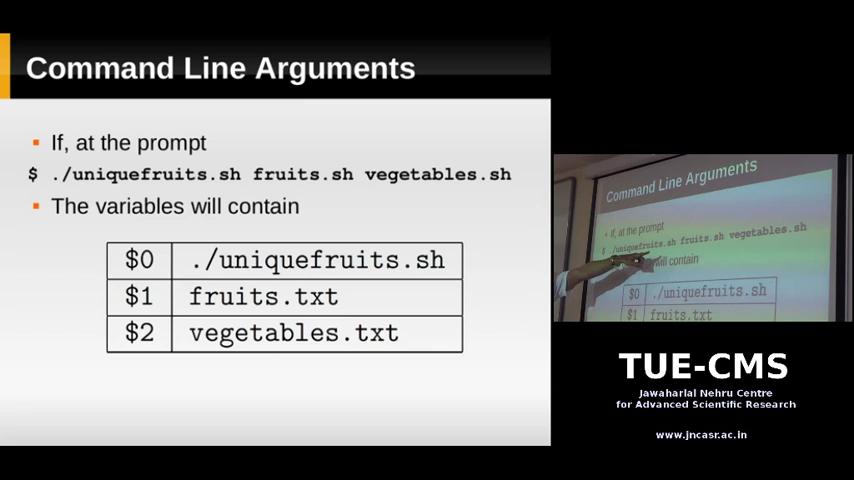 Command Line Arguments
If, at the prompt
$ ./uniquefruits.sh fruits.sh vegetables.sh
The variables will contain
$0 ./uniquefruits.sh
$1 fruits.txt
$2 vegetables.txt
Command Line Arguments
If, at the prompt
$ ./uniquefruits.sh fruits.sh vegetables.sh
will contain
$0 ./uniquefruits.sh
$1 fruits.txt
TUE-CMS
Jawaharlal Nehru Centre
for Advanced Scientific Research
www.jncasr.ac.in